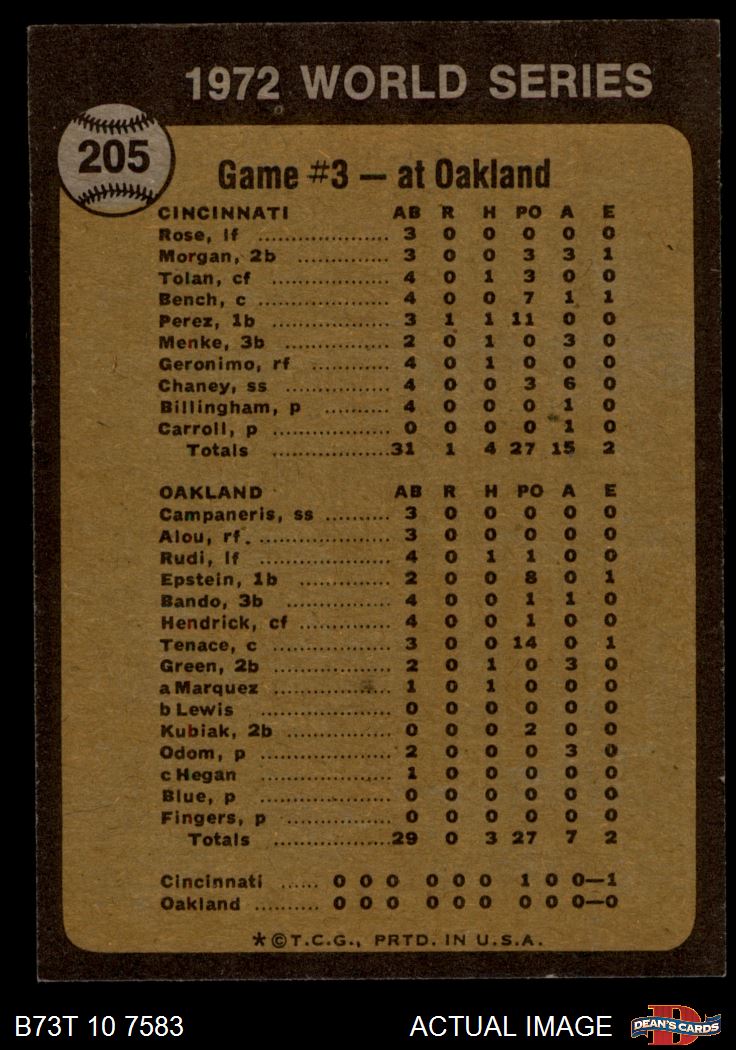 1972 WORLD SERIES
205
Game #3 — at Oakland
CINCINNATI AB R H PO A E
Rose, lf .................... 3 0 0 0 0 0
Morgan, 2b .................. 3 0 0 3 3 1
Tolan, cf ................... 4 0 1 3 0 0
Bench, c .................... 4 0 0 7 1 1
Perez, 1b ................... 3 1 1 11 0 0
Menke, 3b ................... 2 0 1 0 3 0
Geronimo, rf ............ 4 0 1 0 0 0
Chaney, ss ................ 4 0 0 3 6 0
Billingham, p .......... 4 0 0 0 1 0
Carroll, p .................. 0 0 0 0 1 0
Totals .................. 31 1 4 27 15 2
OAKLAND AB R H PO A E
Campaneris, ss .......... 3 0 0 0 0 0
Alou, rf. .................... 3 0 0 0 0 0
Rudi, lf .................... 4 0 1 1 0 0
Epstein, 1b .............. 2 0 0 8 0 1
Bando, 3b ................ 4 0 0 1 1 0
Hendrick, cf .............. 4 0 0 1 0 0
Tenace, c .................. 3 0 0 14 0 1
Green, 2b .................. 2 0 1 0 3 0
a Marquez .................. 1 0 1 0 0 0
b Lewis .................... 0 0 0 0 0 0
Kubiak, 2b ................ 0 0 0 2 0 0
Odom, p .................... 2 0 0 0 3 0
c Hegan .................... 1 0 0 0 0 0
Blue, p .................... 0 0 0 0 0 0
Fingers, p ................ 0 0 0 0 0 0
Totals .................. 29 0 3 27 7 2
Cincinnati ...... 0 0 0 0 0 0 1 0 0—1
Oakland .......... 0 0 0 0 0 0 0 0 0—0
*©T.C.G., PRTD. IN U.S.A.
B73T 10 7583 ACTUAL IMAGE D DEAN'S CARDS